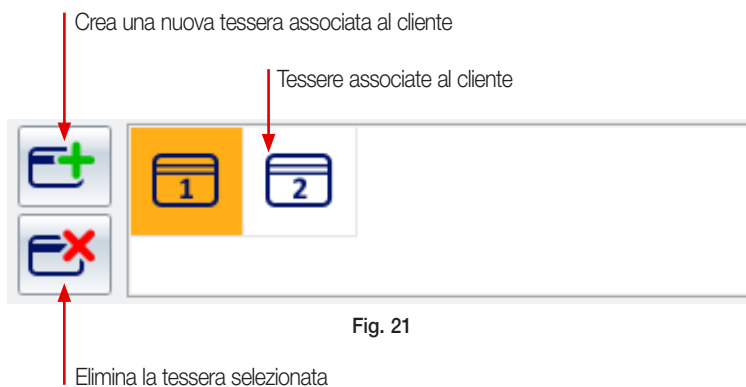 Crea una nuova tessera associata al cliente
Tessere associate al cliente
1
2
Fig. 21
Elimina la tessera selezionata